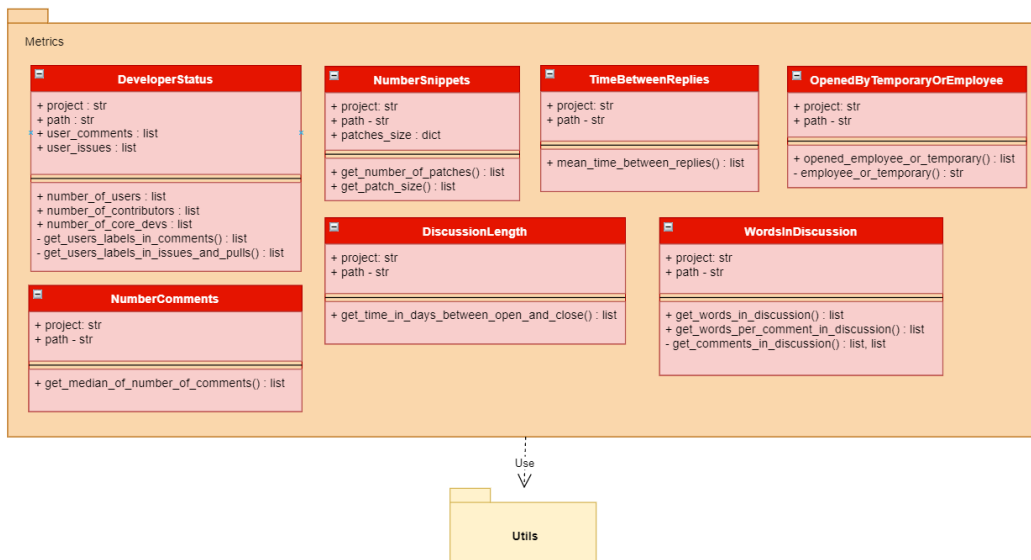 Metrics
DeveloperStatus
+ project : str
+ path : str
+ user_comments : list
+ user_issues : list
+ number_of_users : list
+ number_of_contributors : list
+ number_of_core_devs : list
- get_users_labels_in_comments() : list
- get_users_labels_in_issues_and_pulls() : list
NumberSnippets
+ project: str
+ path - str
+ patches_size : dict
+ get_number_of_patches() : list
+ get_patch_size() : list
TimeBetweenReplies
+ project: str
+ path - str
+ mean_time_between_replies() : list
OpenedByTemporaryOrEmployee
+ project: str
+ path - str
+ opened_employee_or_temporary() : list
- employee_or_temporary() : str
NumberComments
+ project: str
+ path - str
+ get_median_of_number_of_comments() : list
DiscussionLength
+ project: str
+ path - str
+ get_time_in_days_between_open_and_close() : list
WordsInDiscussion
+ project: str
+ path - str
+ get_words_in_discussion() : list
+ get_words_per_comment_in_discussion() : list
- get_comments_in_discussion() : list, list
Use
Utils